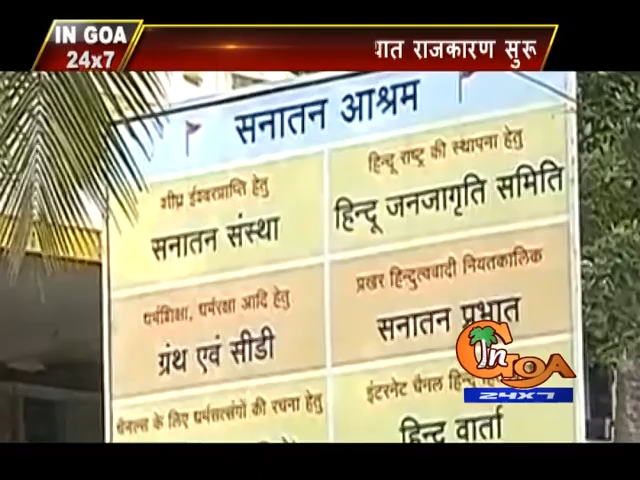 IN GOA
24x7
यात राजकारण सुरू
सनातन आश्रम
शीघ्र ईश्वरप्राप्ति हेतु
सनातन संस्था
हिन्दू राष्ट्र की स्थापना हेतु
हिन्दू जनजागृति समिति
धर्मशिक्षा, धर्मरक्षा आदि हेतु
ग्रंथ एवं सीडी
प्रखर हिन्दुत्ववादी नियतकालिक
सनातन प्रभात
चैनल्स के लिए धर्मसत्संगों की रचना हेतु
इंटरनेट चैनल
हिन्दू वार्ता
In GOA
24X7